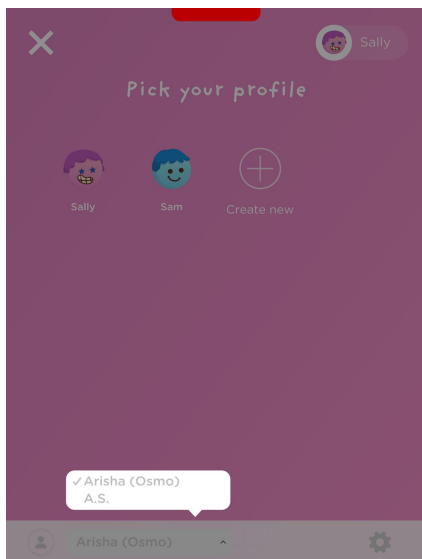 Sally
Pick your profile
Sally
Sam
Create new
✓ Arisha (Osmo)
A.S.
Arisha (Osmo)